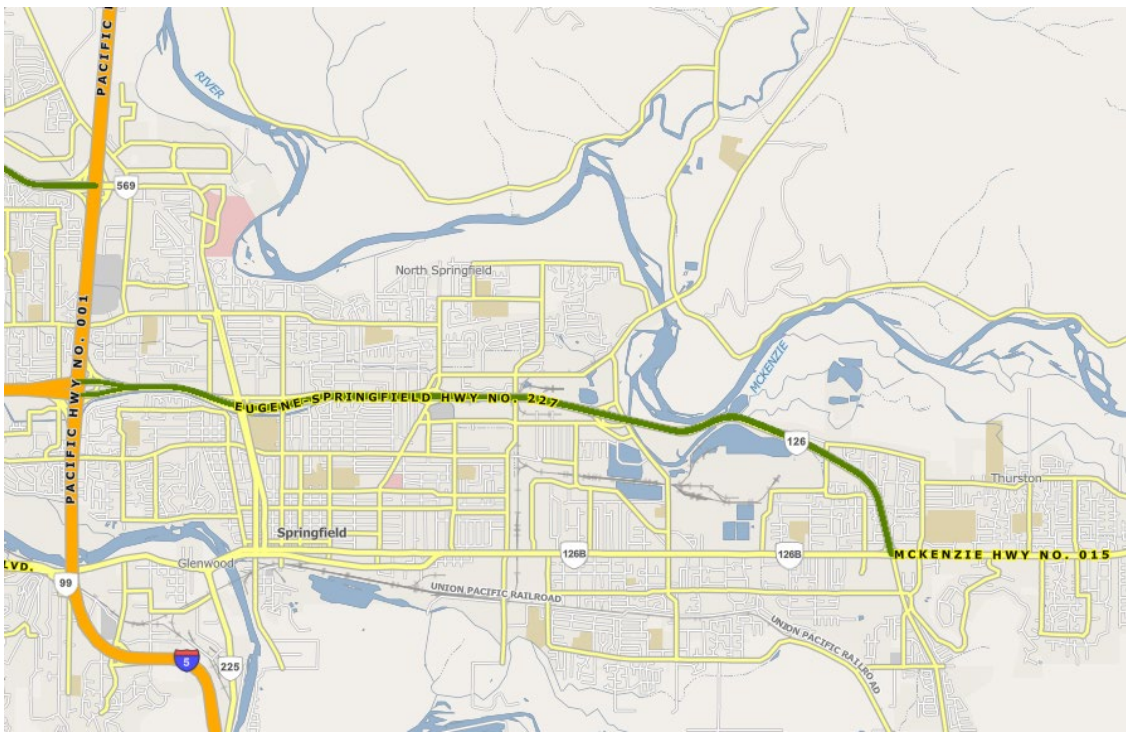 PACIFIC
RIVER
569
North Springfield
PACIFIC HWY NO. 001
MCKENZIE
EUGENE-SPRINGFIELD HWY NO. 227
126
Thurston
Springfield
126B
126B
MCKENZIE HWY NO. 015
LVD.
Glenwood
99
UNION PACIFIC RAILROAD
UNION PACIFIC RAILROAD
5
225